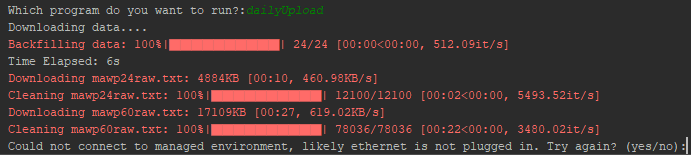 Which program do you want to run?:dailyUpload
Downloading data....
Backfilling data: 100%|██████████| 24/24 [00:00<00:00, 512.09it/s]
Time Elapsed: 6s
Downloading mawp24raw.txt: 4884KB [00:10, 460.98KB/s]
Cleaning mawp24raw.txt: 100%|██████████| 12100/12100 [00:02<00:00, 5493.52it/s]
Downloading mawp60raw.txt: 17109KB [00:27, 619.02KB/s]
Cleaning mawp60raw.txt: 100%|██████████| 78036/78036 [00:22<00:00, 3480.02it/s]
Could not connect to managed environment, likely ethernet is not plugged in. Try again? (yes/no):